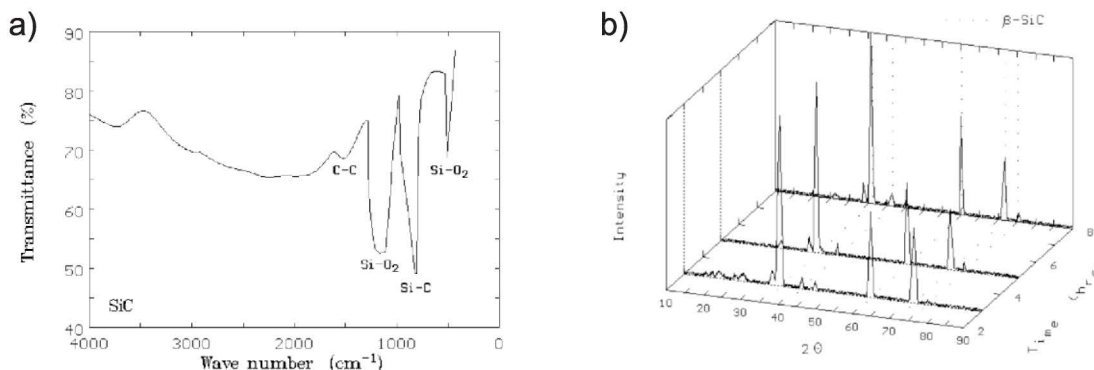 a)
90
80
70
60
50
40
Transmittance (%)
C-C
Si-O₂
Si-C
Si-O₂
SiC
4000 3000 2000 1000 0
Wave number (cm⁻¹)
b)
β-SiC
Intensity
10 20 30 40 50 60 70 80 90
2Θ
2 4 6 8
Time (hr